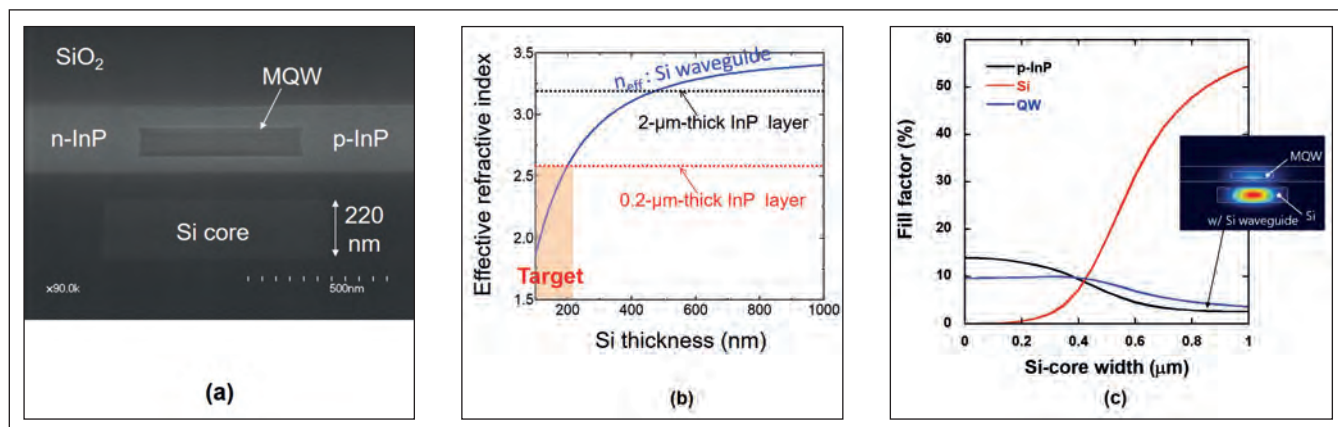 SiO2
MQW
n-InP
p-InP
Si core
220
nm
×90.0k
500nm
(a)
Effective refractive index
3.5
3.0
2.5
2.0
1.5
neff: Si waveguide
2-μm-thick InP layer
0.2-μm-thick InP layer
Target
200
400
600
800
1000
Si thickness (nm)
(b)
Fill factor (%)
60
50
40
30
20
10
0
p-InP
Si
QW
MQW
Si
w/ Si waveguide
0
0.2
0.4
0.6
0.8
1
Si-core width (μm)
(c)